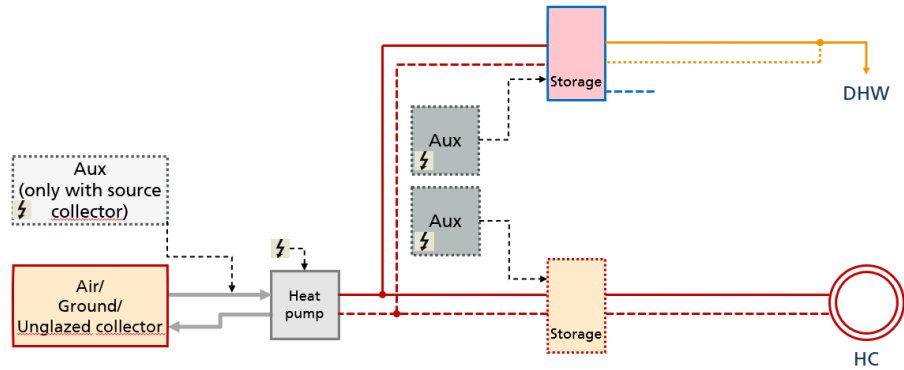 Storage
DHW
Aux
Aux
(only with source
collector)
Aux
Air/
Ground/
Unglazed collector
Heat
pump
Storage
HC